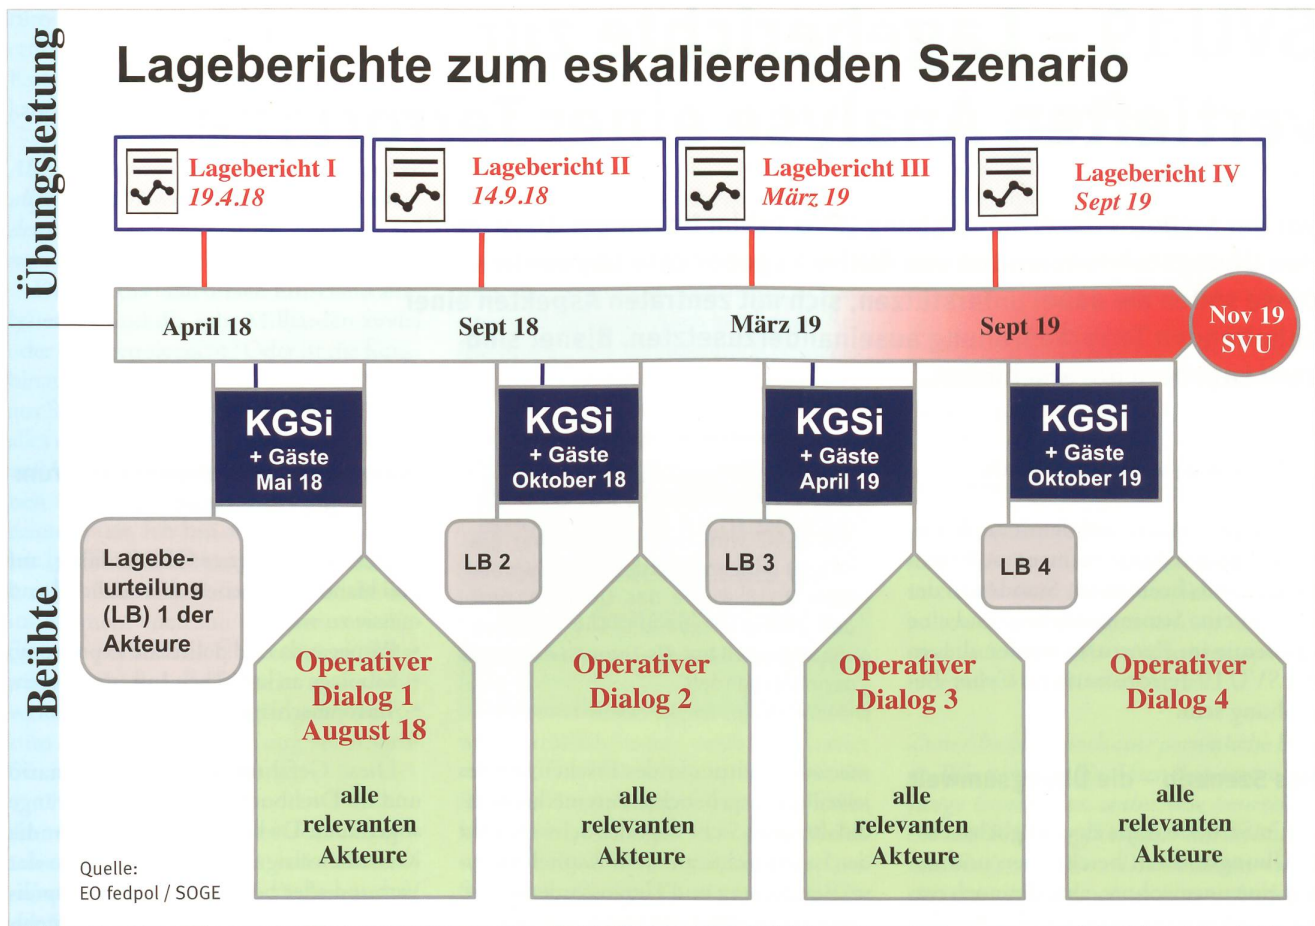 Übungsleitung
Lageberichte zum eskalierenden Szenario
Lagebericht I
19.4.18
Lagebericht II
14.9.18
Lagebericht III
März 19
Lagebericht IV
Sept 19
April 18
Sept 18
März 19
Sept 19
Nov 19
SVU
KGSi
+ Gäste
Mai 18
KGSi
+ Gäste
Oktober 18
KGSi
+ Gäste
April 19
KGSi
+ Gäste
Oktober 19
Beübte
Lagebe-
urteilung
(LB) 1 der
Akteure
LB 2
LB 3
LB 4
Operativer
Dialog 1
August 18
alle
relevanten
Akteure
Operativer
Dialog 2
alle
relevanten
Akteure
Operativer
Dialog 3
alle
relevanten
Akteure
Operativer
Dialog 4
alle
relevanten
Akteure
Quelle:
EO fedpol / SOGE